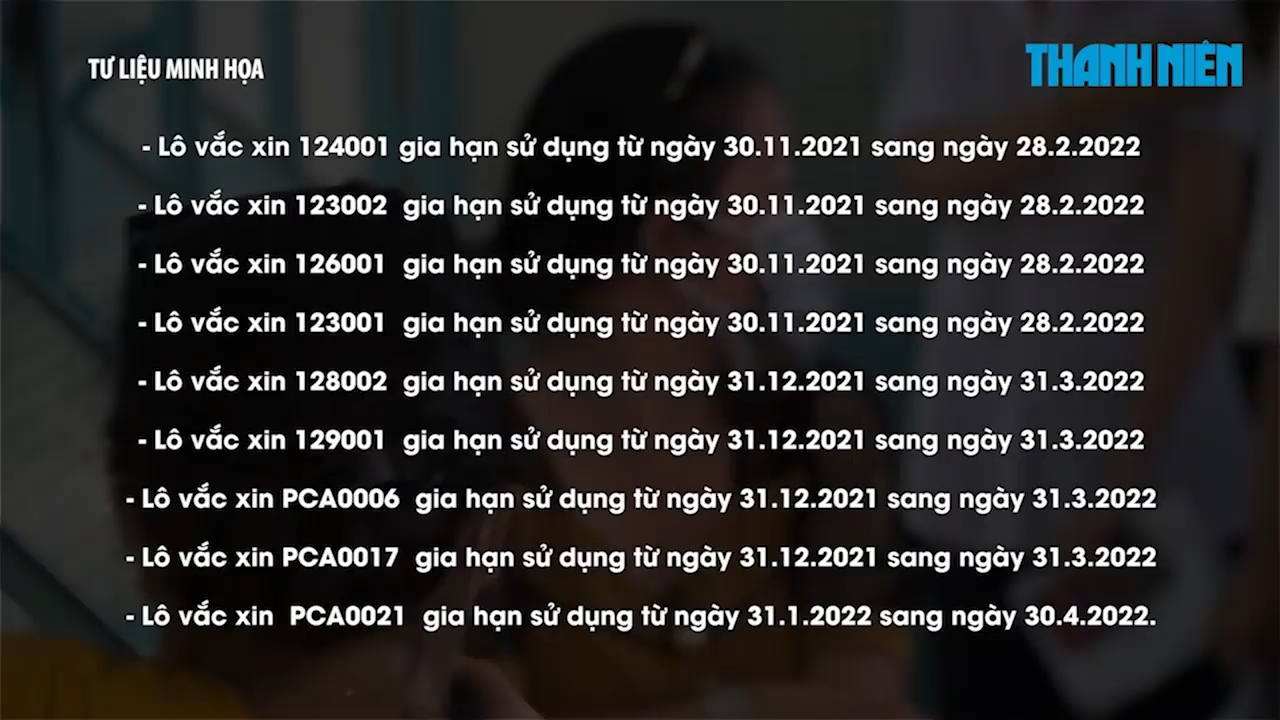 TƯ LIỆU MINH HỌA
THANH NIÊN
- Lô vắc xin 124001 gia hạn sử dụng từ ngày 30.11.2021 sang ngày 28.2.2022
- Lô vắc xin 123002 gia hạn sử dụng từ ngày 30.11.2021 sang ngày 28.2.2022
- Lô vắc xin 126001 gia hạn sử dụng từ ngày 30.11.2021 sang ngày 28.2.2022
- Lô vắc xin 123001 gia hạn sử dụng từ ngày 30.11.2021 sang ngày 28.2.2022
- Lô vắc xin 128002 gia hạn sử dụng từ ngày 31.12.2021 sang ngày 31.3.2022
- Lô vắc xin 129001 gia hạn sử dụng từ ngày 31.12.2021 sang ngày 31.3.2022
- Lô vắc xin PCA0006 gia hạn sử dụng từ ngày 31.12.2021 sang ngày 31.3.2022
- Lô vắc xin PCA0017 gia hạn sử dụng từ ngày 31.12.2021 sang ngày 31.3.2022
- Lô vắc xin PCA0021 gia hạn sử dụng từ ngày 31.1.2022 sang ngày 30.4.2022.